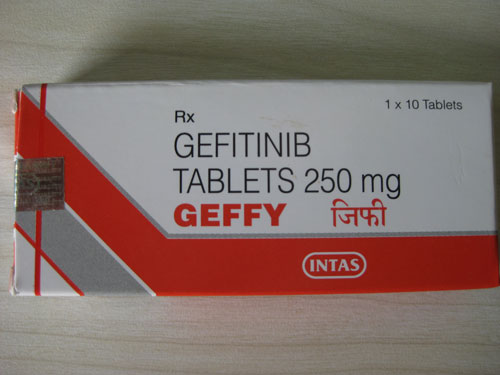 Rx
1 x 10 Tablets
GEFITINIB
TABLETS 250 mg
GEFFY जिफी
INTAS